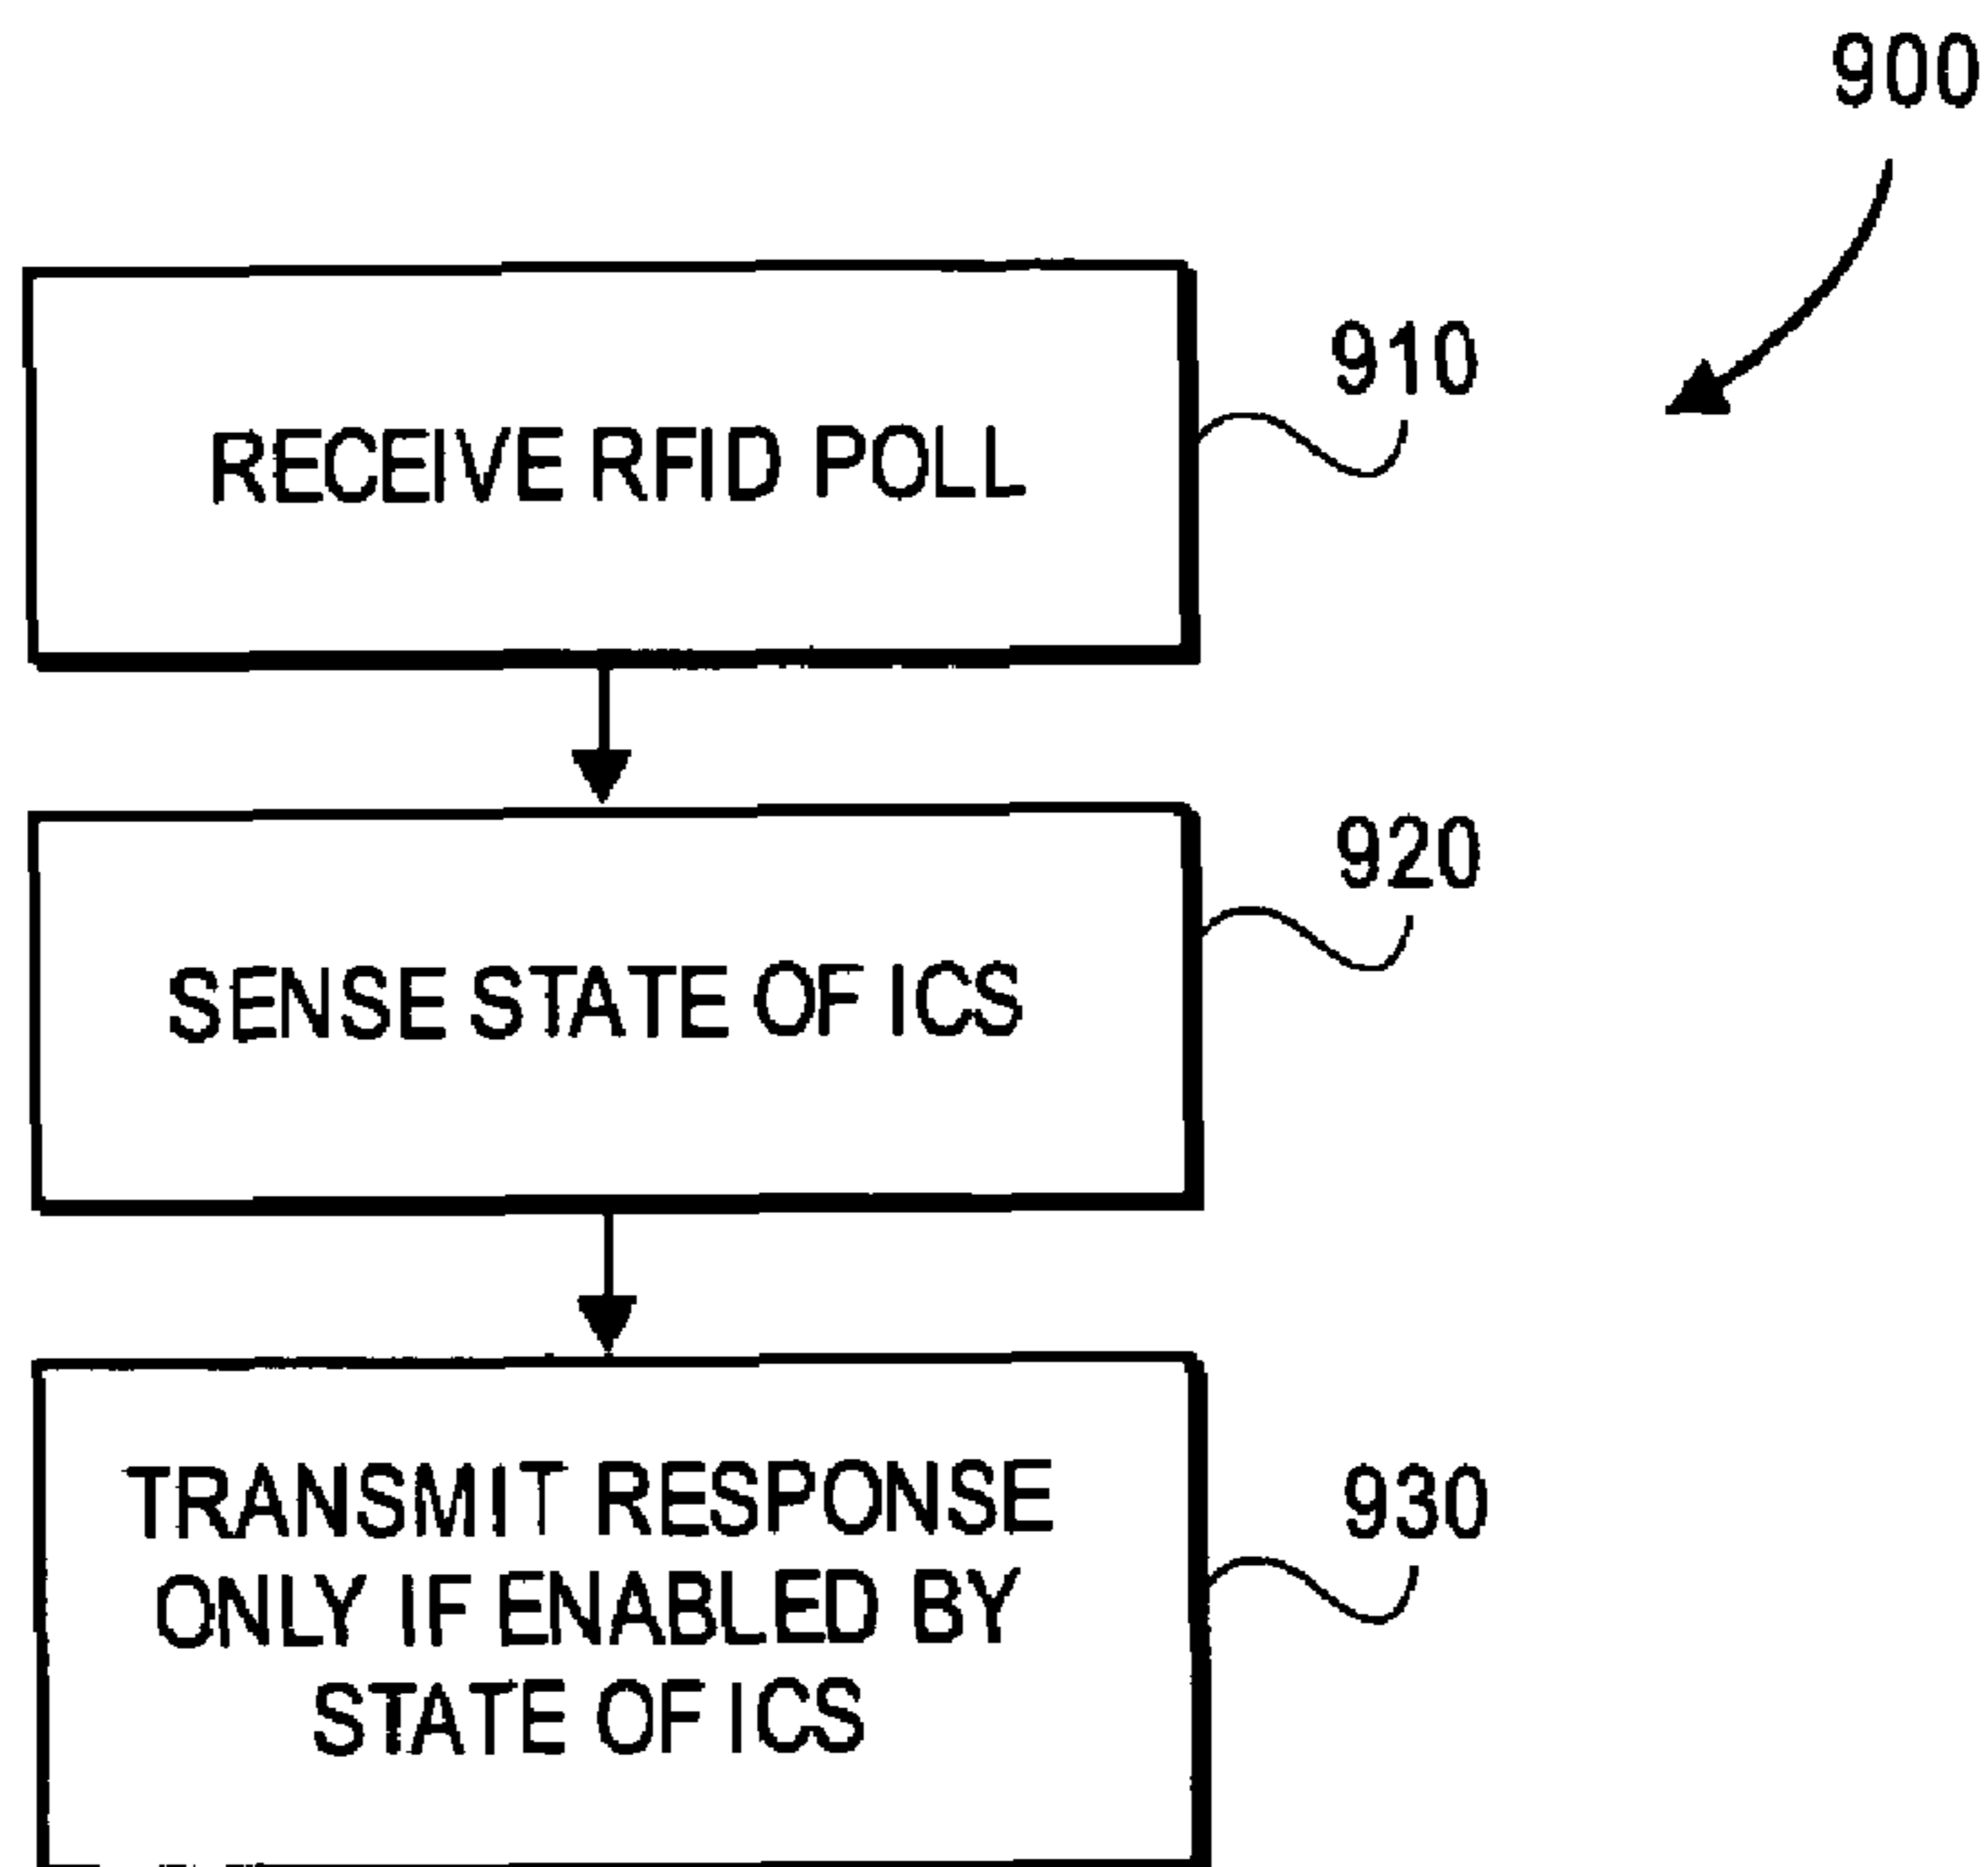 900
910
RECEIVE RFID POLL
920
SENSE STATE OF ICS
930
TRANSMIT RESPONSE
ONLY IF ENABLED BY
STATE OF ICS